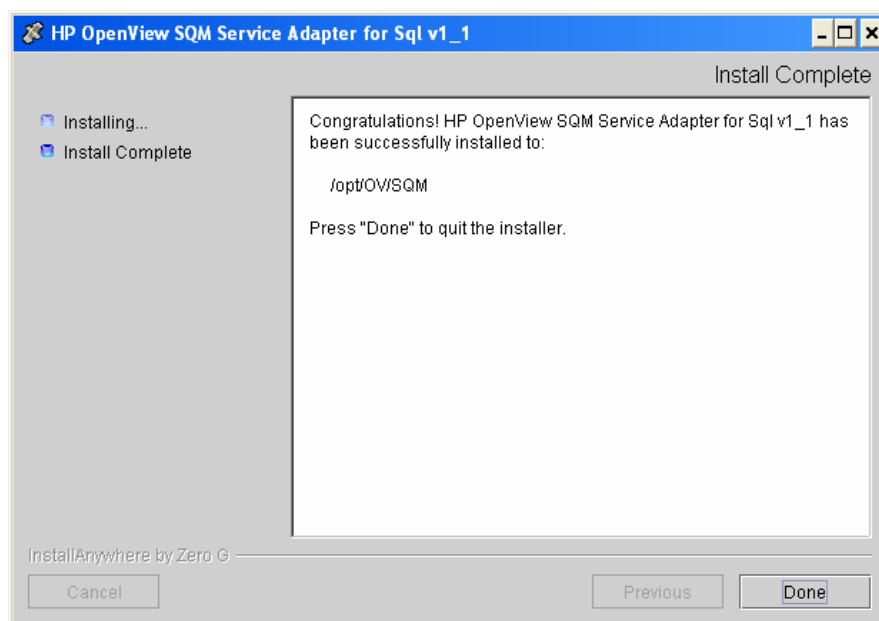 HP OpenView SQM Service Adapter for Sql v1_1
Install Complete
Installing...
Install Complete
Congratulations! HP OpenView SQM Service Adapter for Sql v1_1 has
been successfully installed to:
/opt/OV/SQM
Press "Done" to quit the installer.
InstallAnywhere by Zero G
Cancel
Previous
Done